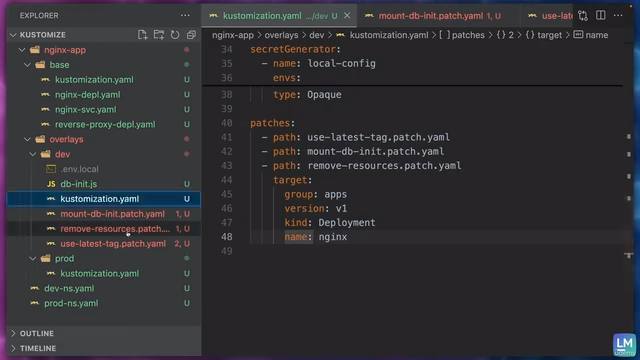 EXPLORER
KUSTOMIZE
nginx-app
base
kustomization.yaml U
nginx-depl.yaml U
nginx-svc.yaml U
reverse-proxy-depl.yaml U
overlays
dev
.env.local
JS db-init.js U
kustomization.yaml U
mount-db-init.patch.yaml 1, U
remove-resources.patch.... 1, U
use-latest-tag.patch.yaml 2, U
prod
kustomization.yaml U
dev-ns.yaml U
prod-ns.yaml U
OUTLINE
TIMELINE
kustomization.yaml .../dev U
mount-db-init.patch.yaml 1, U
use-lates
nginx-app > overlays > dev > kustomization.yaml > [ ] patches > {} 2 > {} target > name
34 secretGenerator:
35 - name: local-config
36 envs:
38 type: Opaque
39
40 patches:
41 - path: use-latest-tag.patch.yaml
42 - path: mount-db-init.patch.yaml
43 - path: remove-resources.patch.yaml
44 target:
45 group: apps
46 version: v1
47 kind: Deployment
48 name: nginx
49
LM